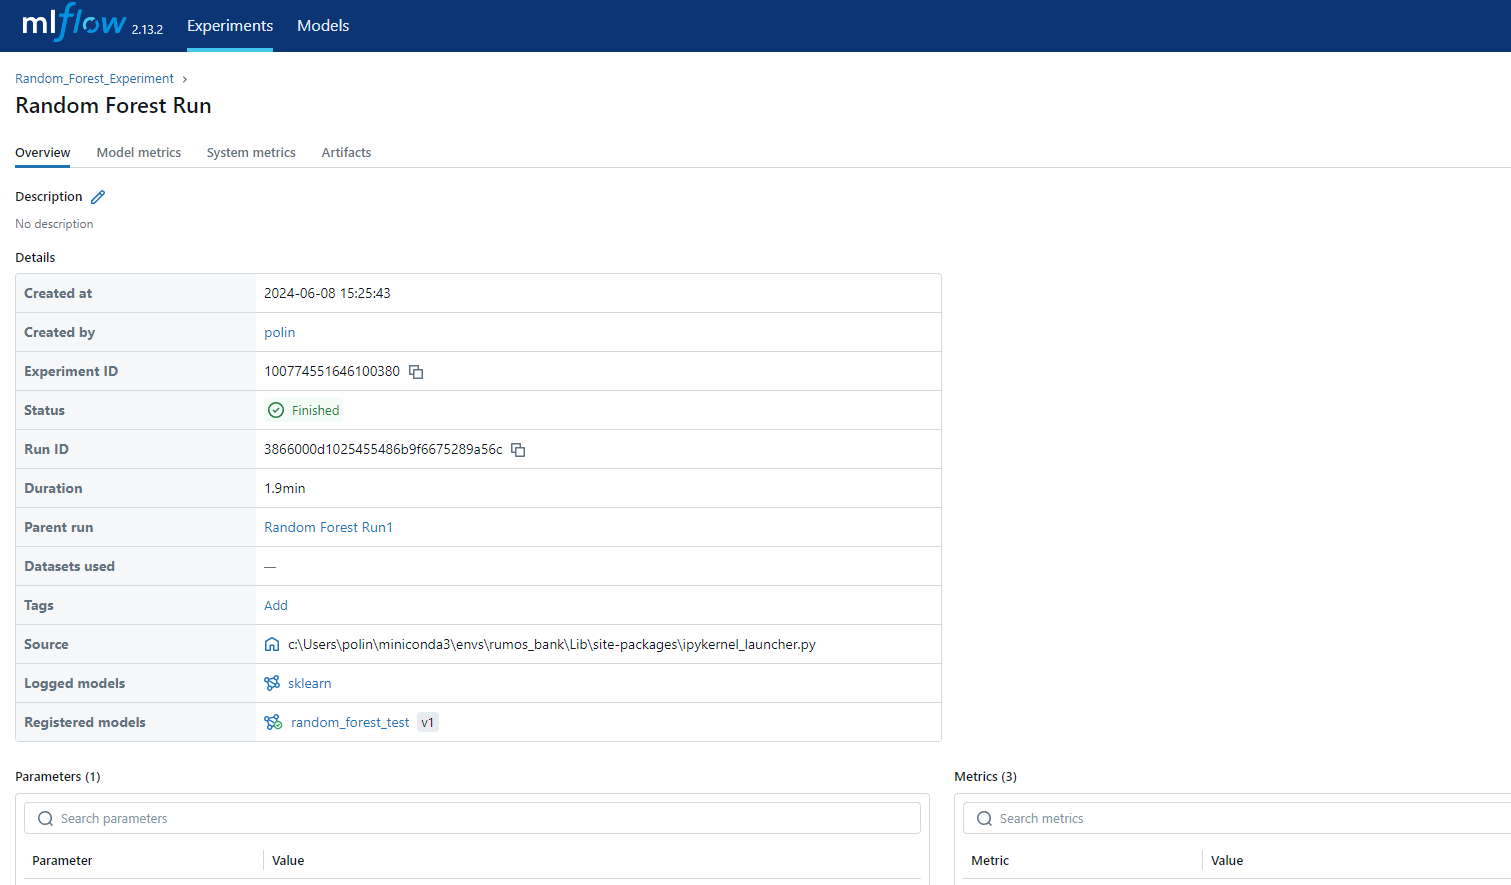 mlflow 2.13.2 Experiments Models
Random_Forest_Experiment ›
Random Forest Run
Overview Model metrics System metrics Artifacts
Description
No description
Details
Created at 2024-06-08 15:25:43
Created by polin
Experiment ID 100774551646100380
Status Finished
Run ID 3866000d1025455486b9f6675289a56c
Duration 1.9min
Parent run Random Forest Run1
Datasets used —
Tags Add
Source c:\Users\polin\miniconda3\envs\rumos_bank\Lib\site-packages\ipykernel_launcher.py
Logged models sklearn
Registered models random_forest_test v1
Parameters (1) Metrics (3)
Search parameters Search metrics
Parameter Value Metric Value